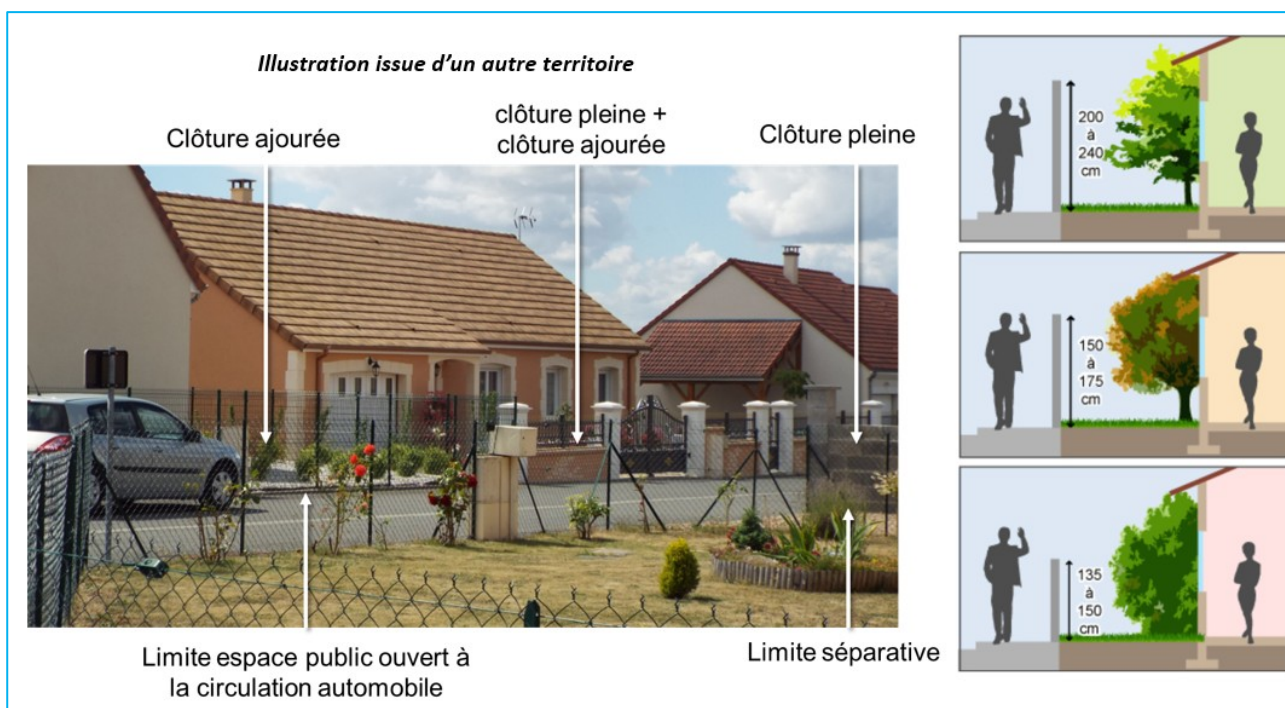 Illustration issue d'un autre territoire
Clôture ajourée
clôture pleine +
clôture ajourée
Clôture pleine
Limite espace public ouvert à
la circulation automobile
Limite séparative
200
à
240
cm
150
à
175
cm
135
à
150
cm